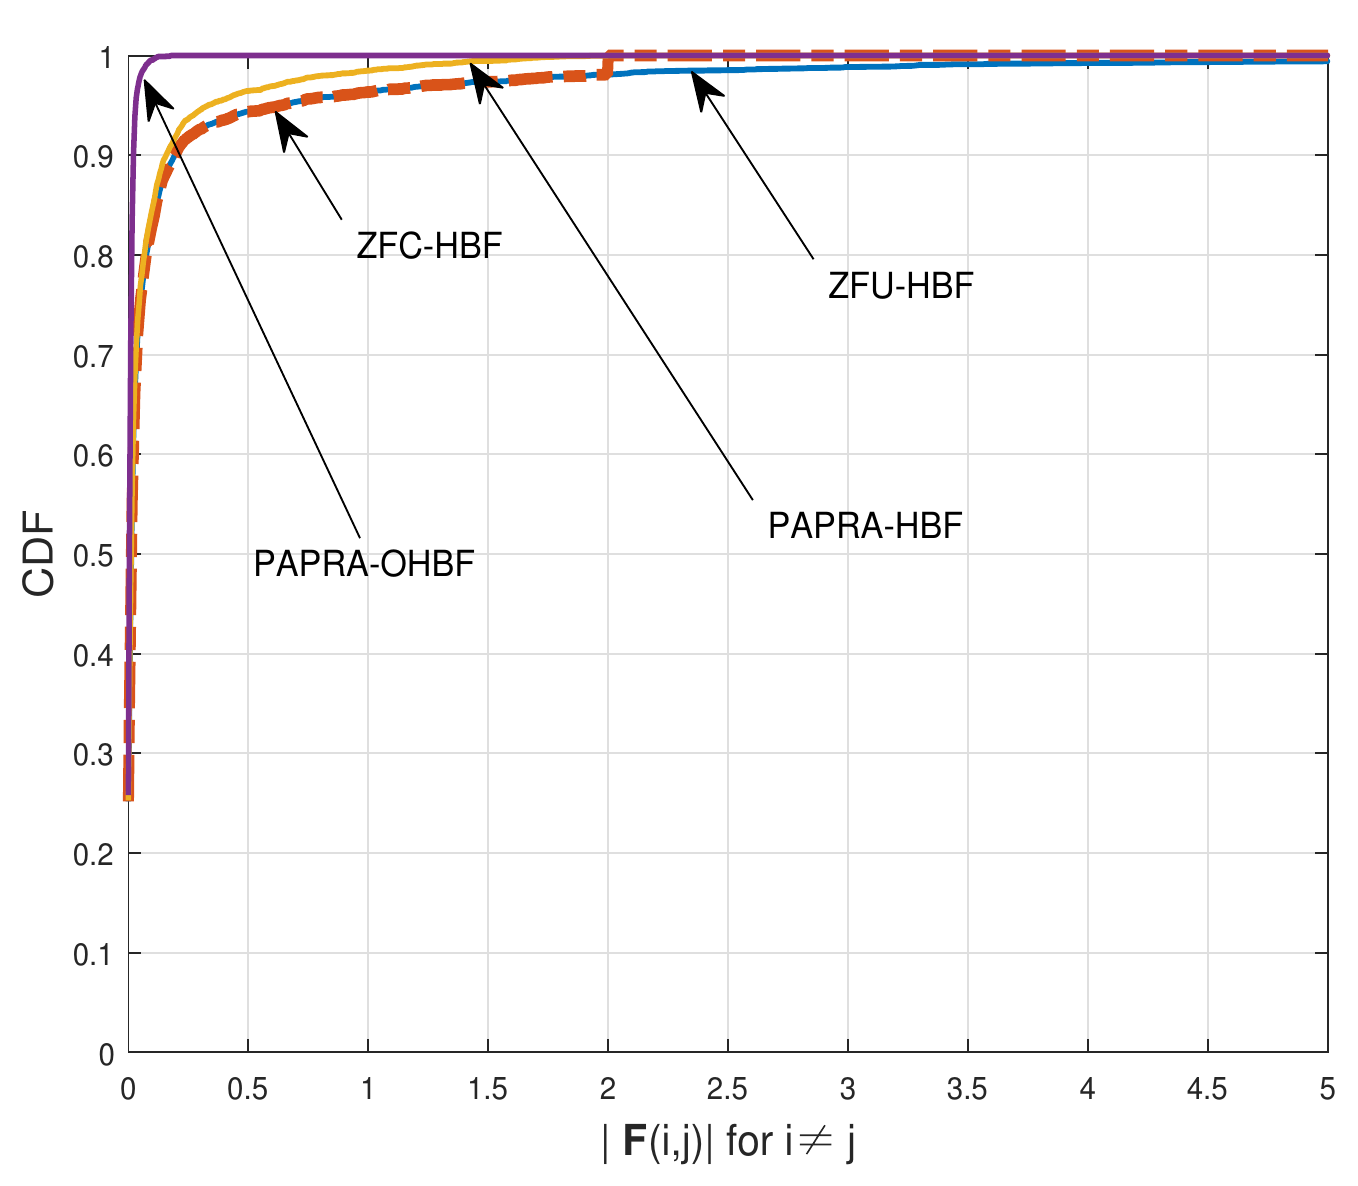 1
0.9
0.8
0.7
0.6
0.5
0.4
0.3
0.2
0.1
0
CDF
ZFC-HBF
ZFU-HBF
PAPRA-HBF
PAPRA-OHBF
0 0.5 1 1.5 2 2.5 3 3.5 4 4.5 5
| F(i,j)| for i≠ j